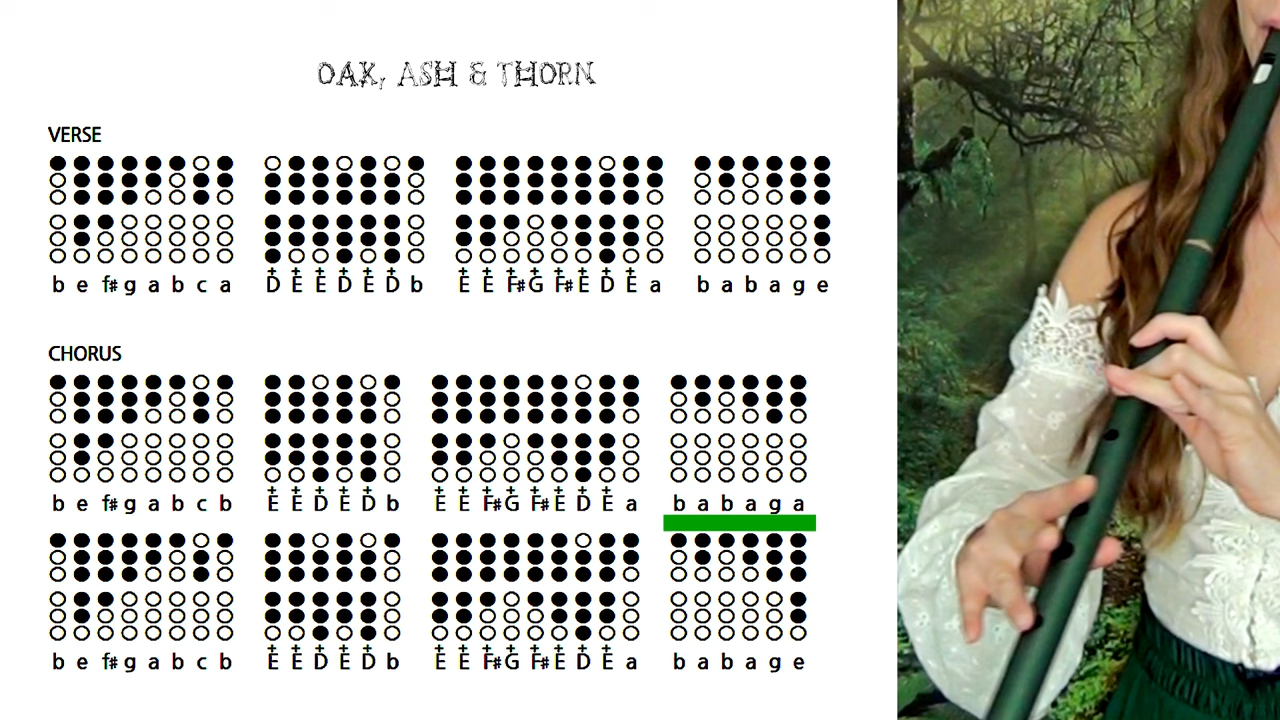 OAK, ASH & THORN
VERSE
+ + + + + + + + + + + + +
b e f# g a b c a D E E D E D b E E F# G F# E D E a b a b a g e
CHORUS
+ + + + + + + + + + + + +
b e f# g a b c b E E D E D b E E F# G F# E D E a b a b a g a
+ + + + + + + + + + + + +
b e f# g a b c b E E D E D b E E F# G F# E D E a b a b a g e